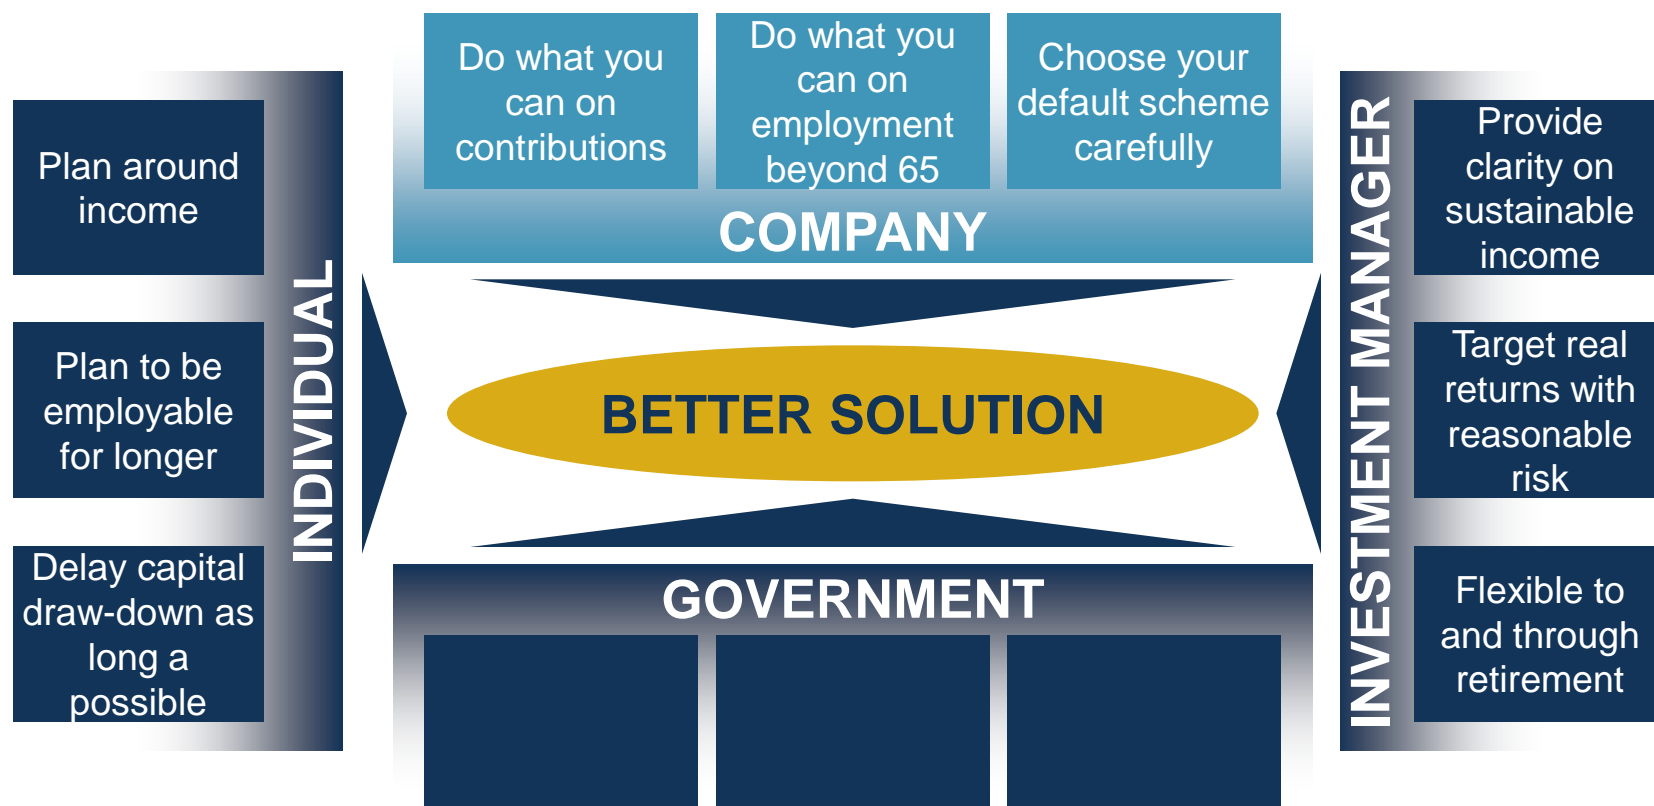 Do what you
can on
contributions
Do what you
can on
employment
beyond 65
Choose your
default scheme
carefully
COMPANY
Plan around
income
Plan to be
employable
for longer
Delay capital
draw-down as
long a
possible
INDIVIDUAL
BETTER SOLUTION
INVESTMENT MANAGER
Provide
clarity on
sustainable
income
Target real
returns with
reasonable
risk
Flexible to
and through
retirement
GOVERNMENT